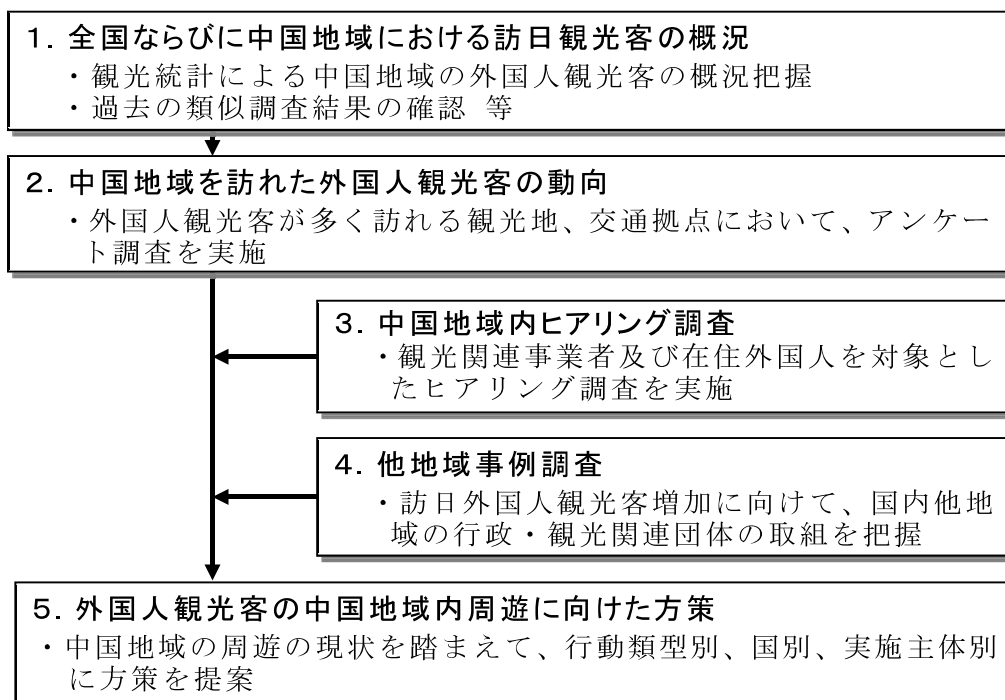 1. 全国ならびに中国地域における訪日観光客の概況
・観光統計による中国地域の外国人観光客の概況把握
・過去の類似調査結果の確認 等
2. 中国地域を訪れた外国人観光客の動向
・外国人観光客が多く訪れる観光地、交通拠点において、アンケー
ト調査を実施
3. 中国地域内ヒアリング調査
・観光関連事業者及び在住外国人を対象とし
たヒアリング調査を実施
4. 他地域事例調査
・訪日外国人観光客増加に向けて、国内他地
域の行政・観光関連団体の取組を把握
5. 外国人観光客の中国地域内周遊に向けた方策
・中国地域の周遊の現状を踏まえて、行動類型別、国別、実施主体別
に方策を提案